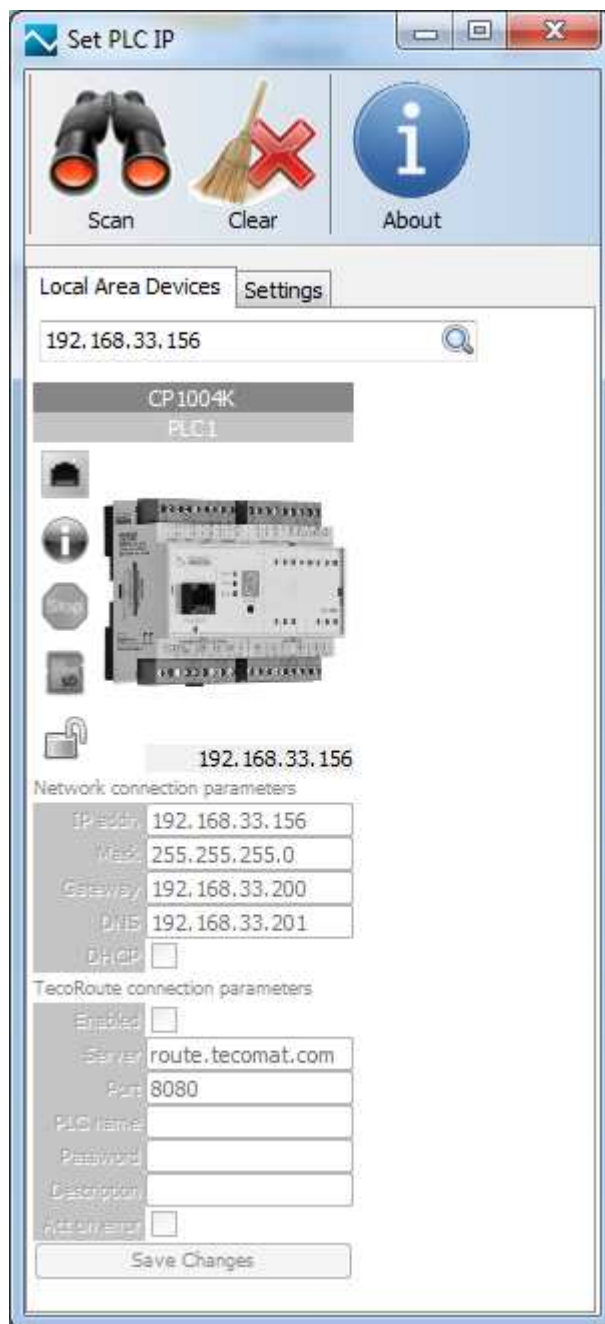 Set PLC IP
Scan Clear About
Local Area Devices Settings
192.168.33.156
CP1004K
PLC1
Stop
SD
192.168.33.156
Network connection parameters
IP addr. 192.168.33.156
Mask 255.255.255.0
Gateway 192.168.33.200
DNS 192.168.33.201
DHCP
TecoRoute connection parameters
Enabled
Server route.tecomat.com
Port 8080
PLC Name
Password
Description
Save Changes